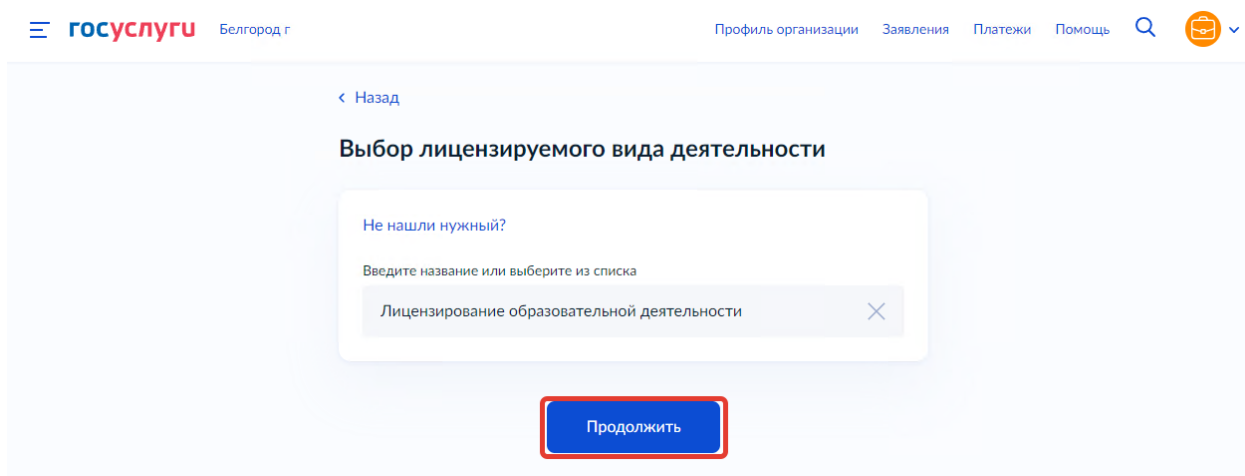 госуслуги Белгород г Профиль организации Заявления Платежи Помощь
Назад
Выбор лицензируемого вида деятельности
Не нашли нужный?
Введите название или выберите из списка
Лицензирование образовательной деятельности
Продолжить